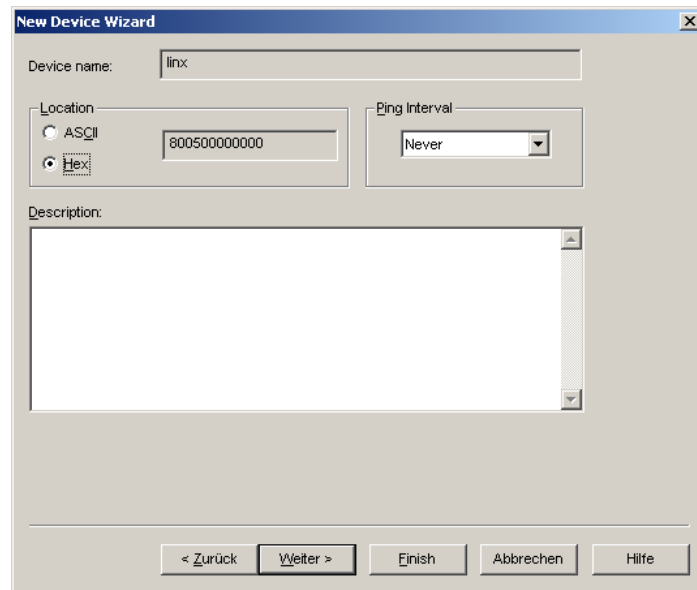 New Device Wizard
Device name: linx
Location
ASCII
800500000000
Hex
Ping Interval
Never
Description:
< Zurück Weiter > Finish Abbrechen Hilfe